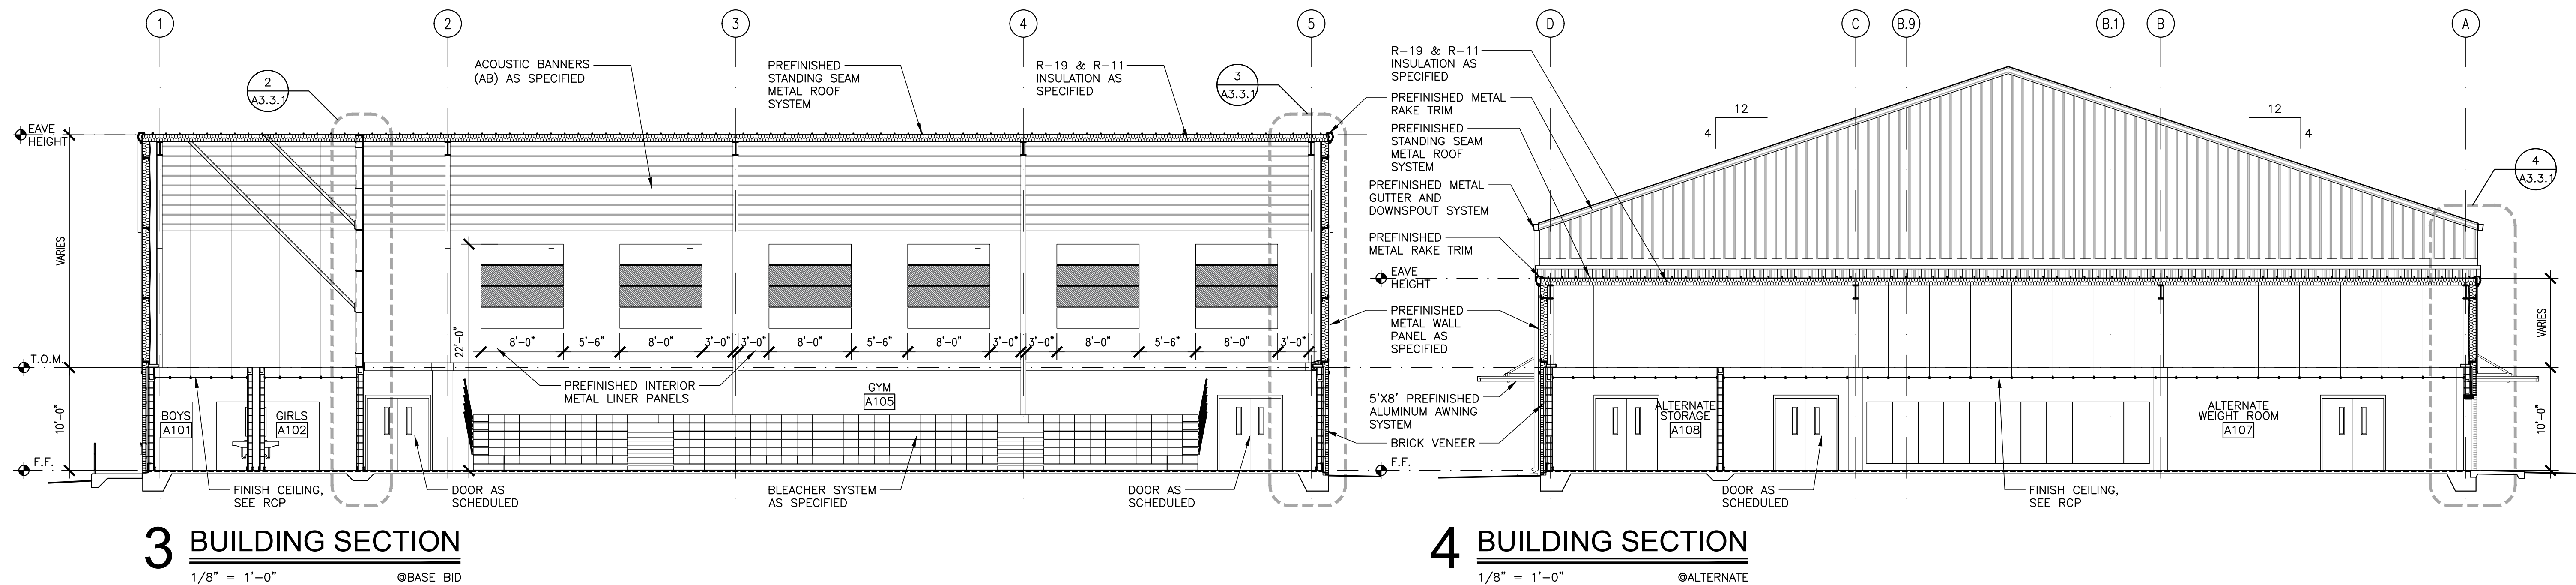 1
2
3
4
5
2
A3.3.1
ACOUSTIC BANNERS
(AB) AS SPECIFIED
PREFINISHED
STANDING SEAM
METAL ROOF
SYSTEM
R-19 & R-11
INSULATION AS
SPECIFIED
3
A3.3.1
EAVE
HEIGHT
VARIES
22'-0"
8'-0"
5'-6"
8'-0"
3'-0"
3'-0"
8'-0"
5'-6"
8'-0"
3'-0"
3'-0"
8'-0"
5'-6"
8'-0"
3'-0"
T.O.M.
PREFINISHED INTERIOR
METAL LINER PANELS
GYM
A105
10'-0"
BOYS
A101
GIRLS
A102
F.F.
FINISH CEILING,
SEE RCP
DOOR AS
SCHEDULED
BLEACHER SYSTEM
AS SPECIFIED
DOOR AS
SCHEDULED
3 BUILDING SECTION
1/8" = 1'-0" @BASE BID
D
C
B.9
B.1
B
A
R-19 & R-11
INSULATION AS
SPECIFIED
PREFINISHED METAL
RAKE TRIM
PREFINISHED
STANDING SEAM
METAL ROOF
SYSTEM
PREFINISHED METAL
GUTTER AND
DOWNSPOUT SYSTEM
PREFINISHED
METAL RAKE TRIM
EAVE
HEIGHT
PREFINISHED
METAL WALL
PANEL AS
SPECIFIED
5'X8' PREFINISHED
ALUMINUM AWNING
SYSTEM
BRICK VENEER
F.F.
12
4
12
4
4
A3.3.1
VARIES
10'-0"
ALTERNATE
STORAGE
A108
ALTERNATE
WEIGHT ROOM
A107
DOOR AS
SCHEDULED
FINISH CEILING,
SEE RCP
4 BUILDING SECTION
1/8" = 1'-0" @ALTERNATE